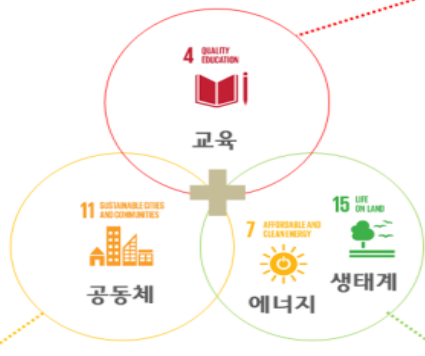 4 QUALITY
EDUCATION
교육
11 SUSTAINABLE CITIES
AND COMMUNITIES
공동체
7 AFFORDABLE AND
CLEAN ENERGY
에너지
15 LIFE
ON LAND
생태계